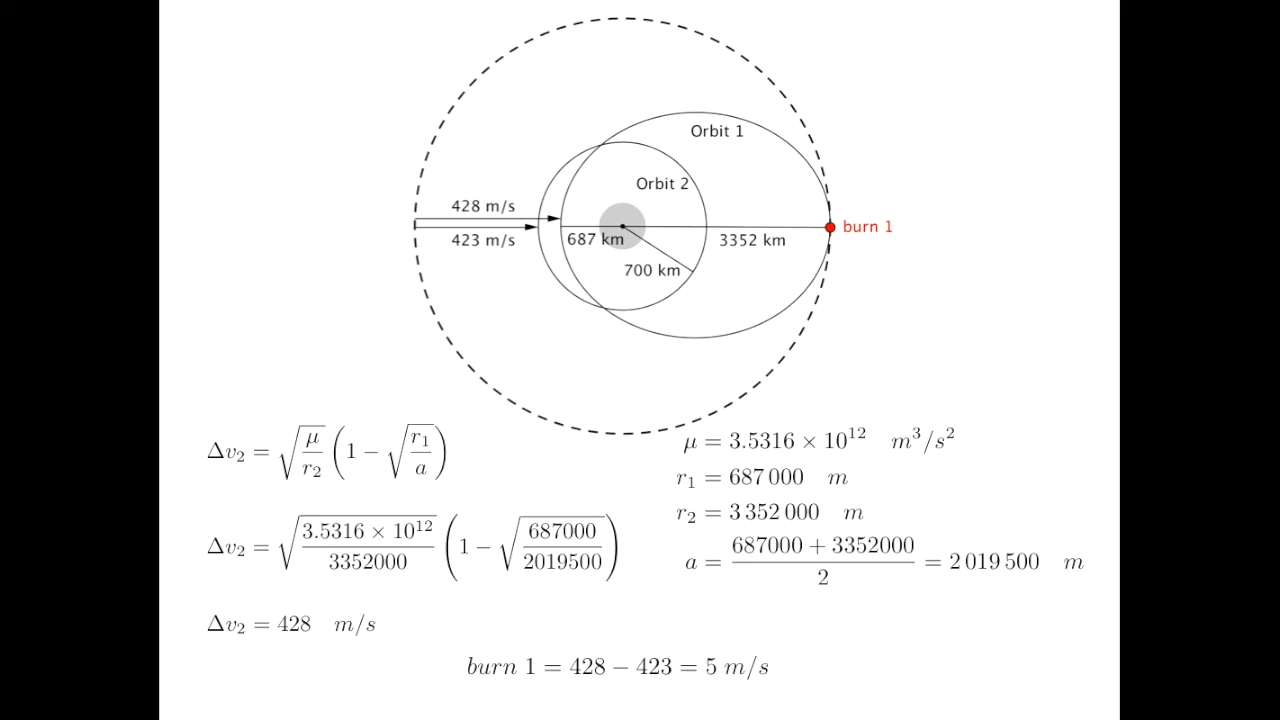 Orbit 1
Orbit 2
428 m/s
burn 1
423 m/s
687 km
3352 km
700 km
Δv₂ = √(μ/r₂) (1 − √(r₁/a))
μ = 3.5316 × 10¹² m³/s²
r₁ = 687 000 m
r₂ = 3 352 000 m
Δv₂ = √(3.5316 × 10¹²/3352000) (1 − √(687000/2019500))
a = (687000 + 3352000)/2 = 2 019 500 m
Δv₂ = 428 m/s
burn 1 = 428 − 423 = 5 m/s